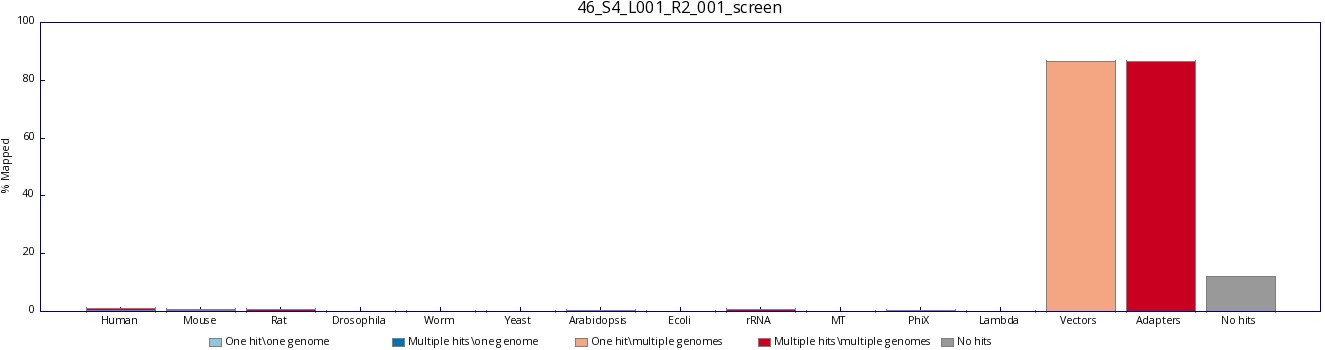 46_S4_L001_R2_001_screen
100
80
60
40
20
0
% Mapped
Human Mouse Rat Drosophila Worm Yeast Arabidopsis Ecoli rRNA MT PhiX Lambda Vectors Adapters No hits
One hit\one genome Multiple hits\one genome One hit\multiple genomes Multiple hits\multiple genomes No hits